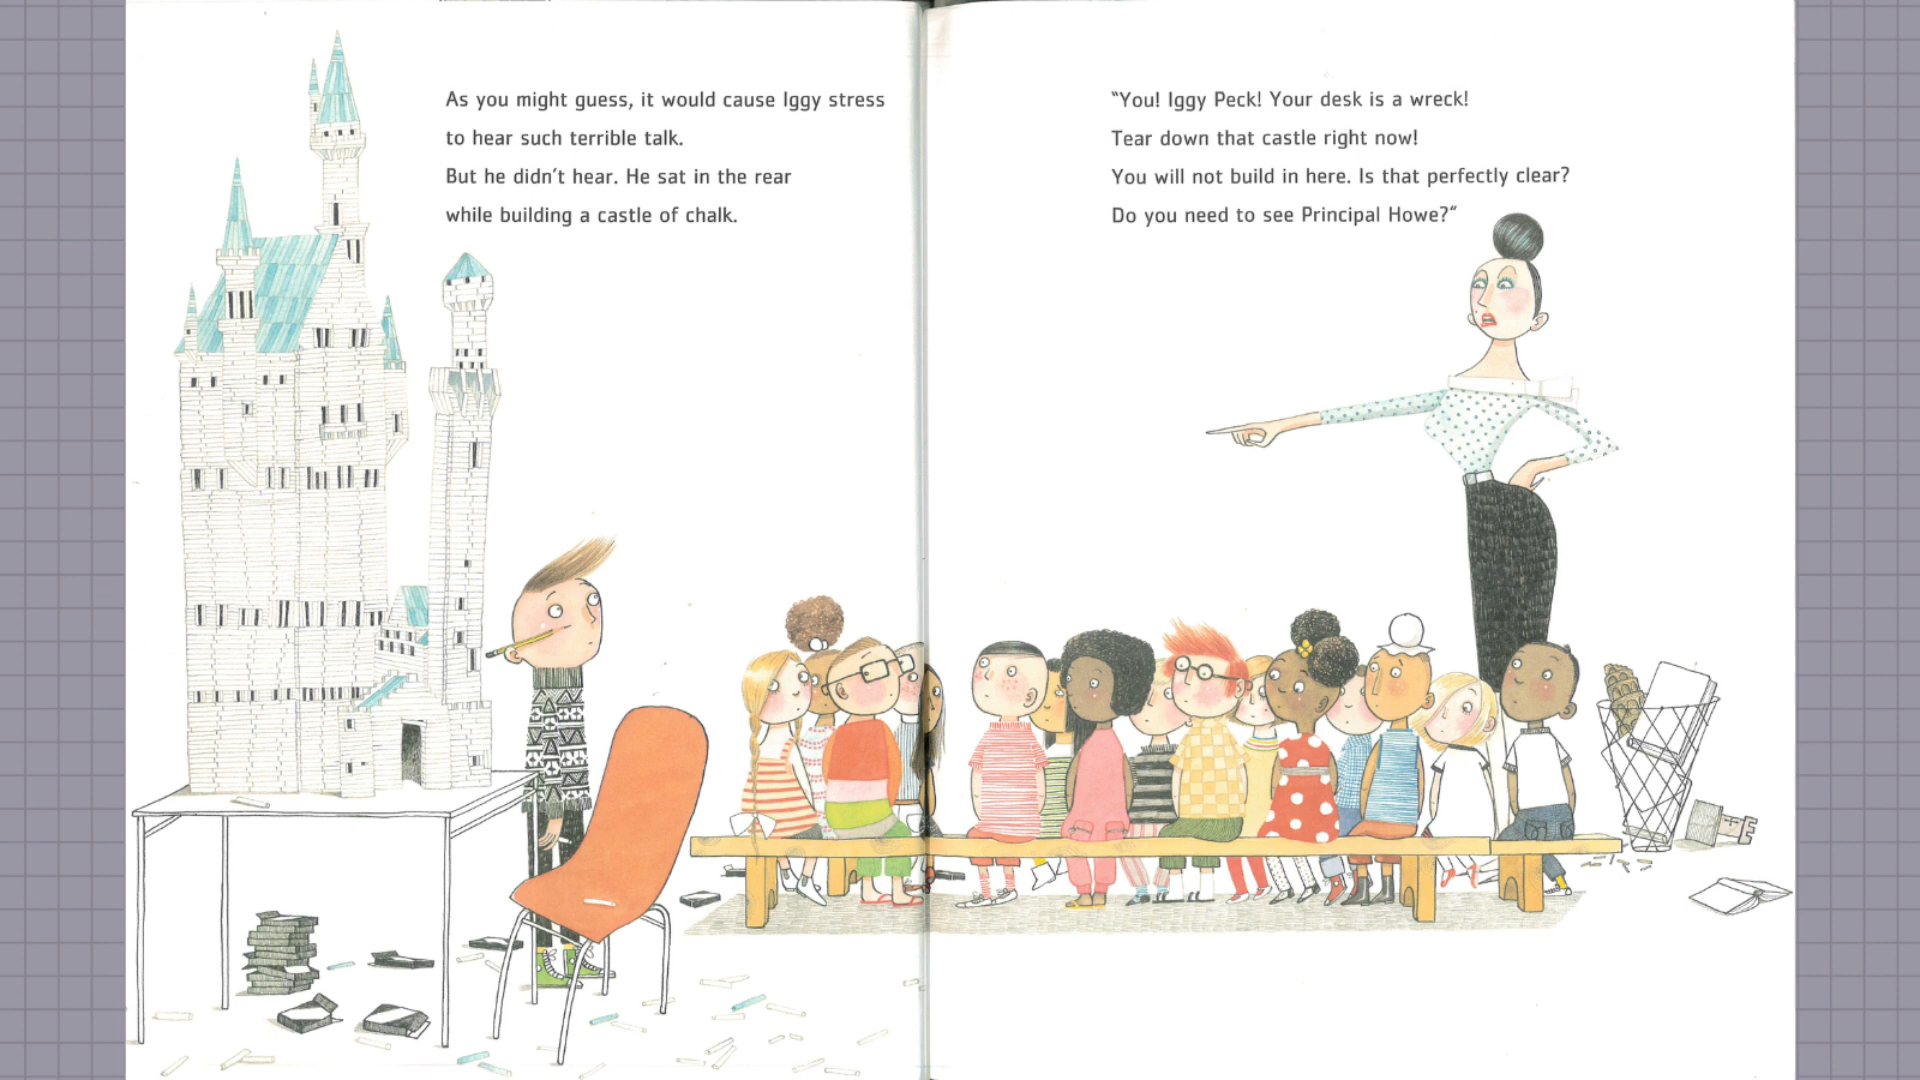 As you might guess, it would cause Iggy stress
to hear such terrible talk.
But he didn't hear. He sat in the rear
while building a castle of chalk.
"You! Iggy Peck! Your desk is a wreck!
Tear down that castle right now!
You will not build in here. Is that perfectly clear?
Do you need to see Principal Howe?"